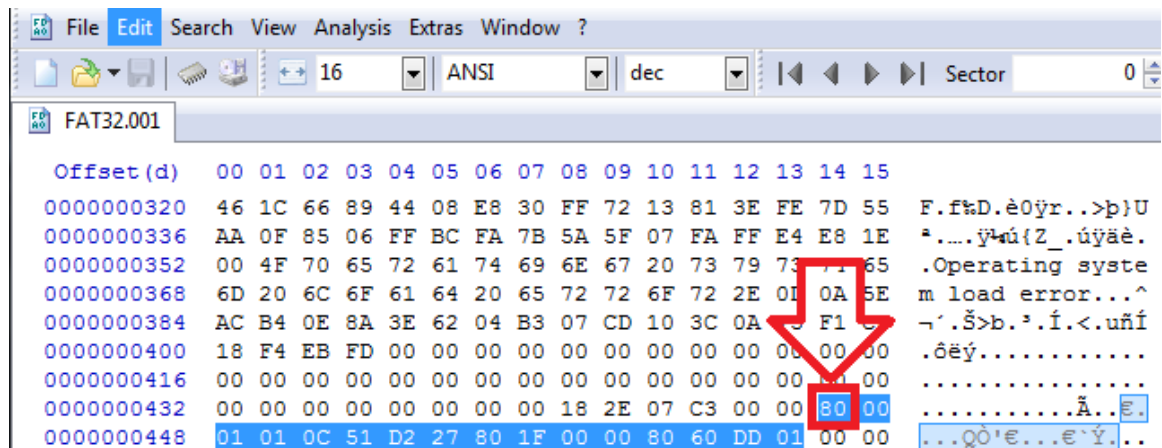 File Edit Search View Analysis Extras Window ?
16 ANSI dec Sector 0
FAT32.001
Offset(d) 00 01 02 03 04 05 06 07 08 09 10 11 12 13 14 15
0000000320 46 1C 66 89 44 08 E8 30 FF 72 13 81 3E FE 7D 55 F.f‰D.è0ÿr..>þ}U
0000000336 AA 0F 85 06 FF BC FA 7B 5A 5F 07 FA FF E4 E8 1E ª.….ÿ¼ú{Z_.úÿäè.
0000000352 00 4F 70 65 72 61 74 69 6E 67 20 73 79 73 74 65 .Operating syste
0000000368 6D 20 6C 6F 61 64 20 65 72 72 6F 72 2E 0D 0A 5E m load error...^
0000000384 AC B4 0E 8A 3E 62 04 B3 07 CD 10 3C 0A F1 ¬´.Š>b.³.Í.<.uñÍ
0000000400 18 F4 EB FD 00 00 00 00 00 00 00 00 00 00 00 00 .ôëý............
0000000416 00 00 00 00 00 00 00 00 00 00 00 00 00 00 00 00 ................
0000000432 00 00 00 00 00 00 00 00 18 2E 07 C3 00 00 80 00 ...........Ã..€.
0000000448 01 01 0C 51 D2 27 80 1F 00 00 80 60 DD 01 00 00 ...QÒ'€...€`Ý...